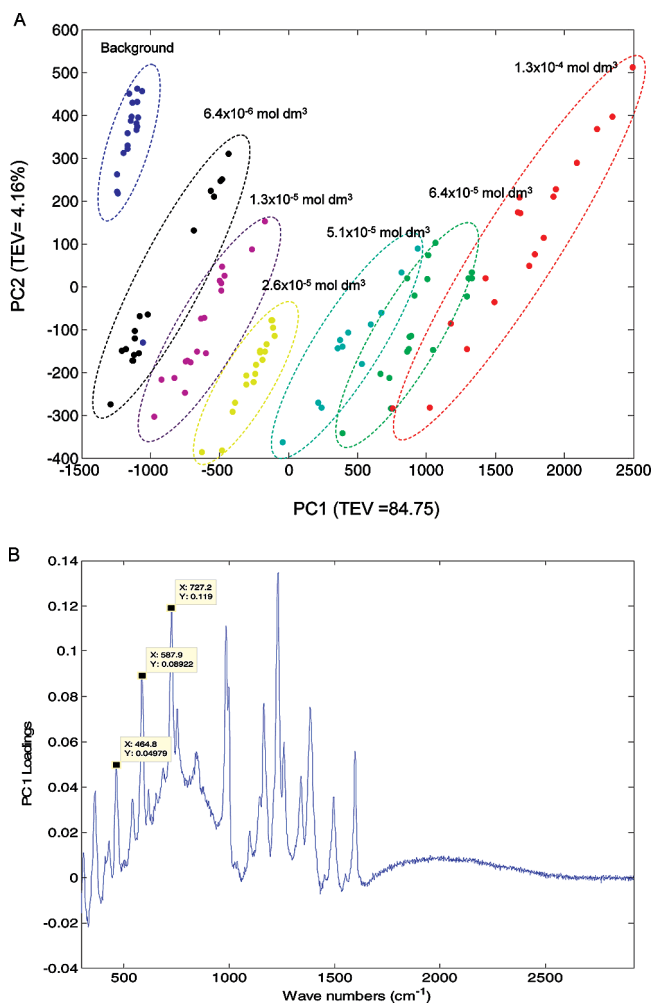 A
Background
6.4x10-6 mol dm3
1.3x10-5 mol dm3
2.6x10-5 mol dm3
5.1x10-5 mol dm3
6.4x10-5 mol dm3
1.3x10-4 mol dm3
600
500
400
300
200
100
0
-100
-200
-300
-400
PC2 (TEV= 4.16%)
-1500 -1000 -500 0 500 1000 1500 2000 2500
PC1 (TEV =84.75)
B
0.14
0.12
0.1
0.08
0.06
0.04
0.02
0
-0.02
-0.04
PC 1 Loadings
X: 727.2
Y: 0.119
X: 587.9
Y: 0.08922
X: 464.8
Y: 0.04979
500 1000 1500 2000 2500
Wave numbers (cm-1)